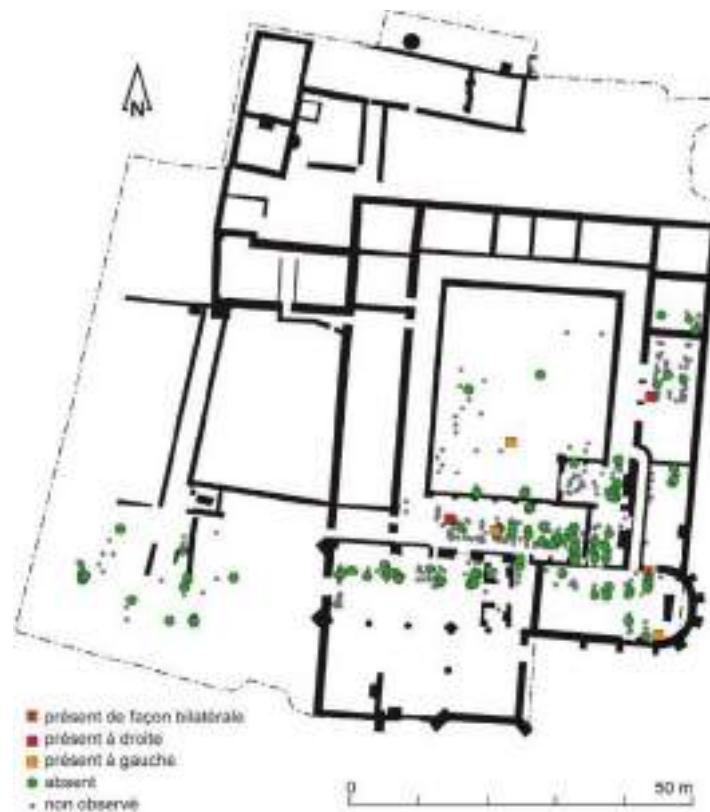 N
présent de façon bilatérale
présent à droite
présent à gauche
absent
non observé
0 50 m